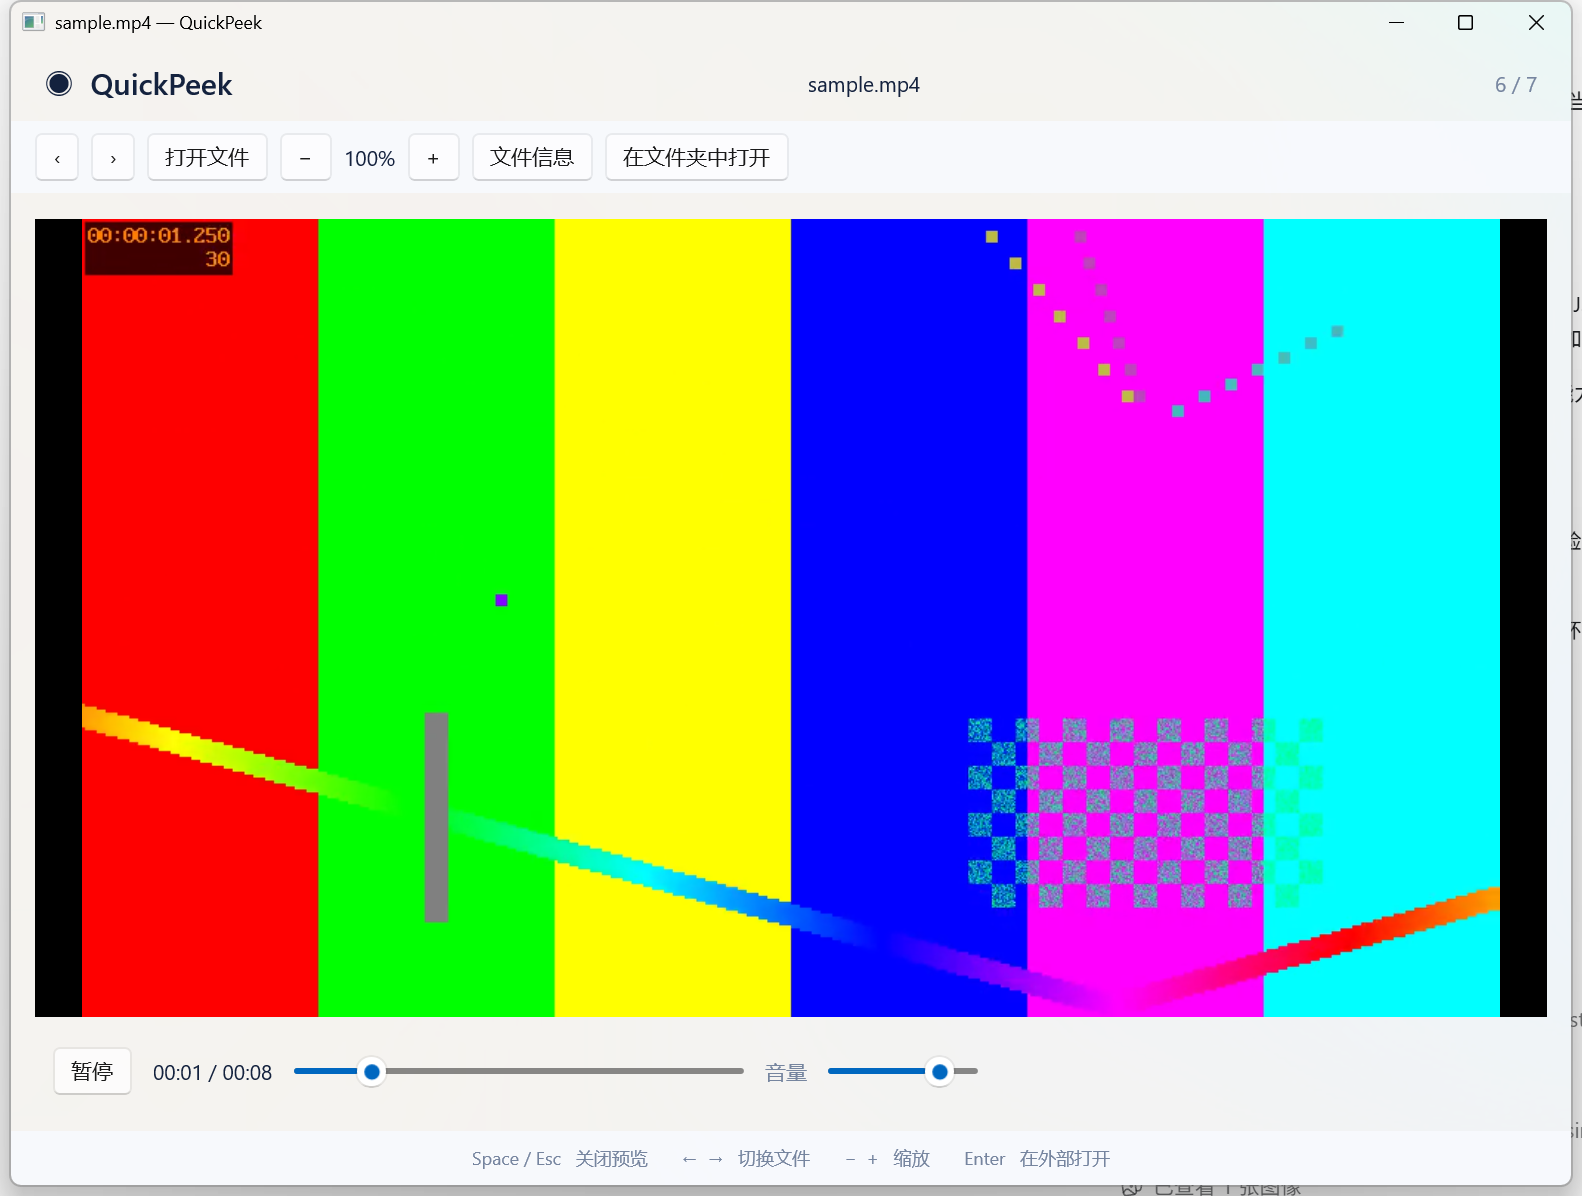 sample.mp4 — QuickPeek
QuickPeek
sample.mp4
6 / 7
‹ › 打开文件 − 100% + 文件信息 在文件夹中打开
00:00:01.250
30
暂停 00:01 / 00:08 音量
Space / Esc 关闭预览 ← → 切换文件 − + 缩放 Enter 在外部打开